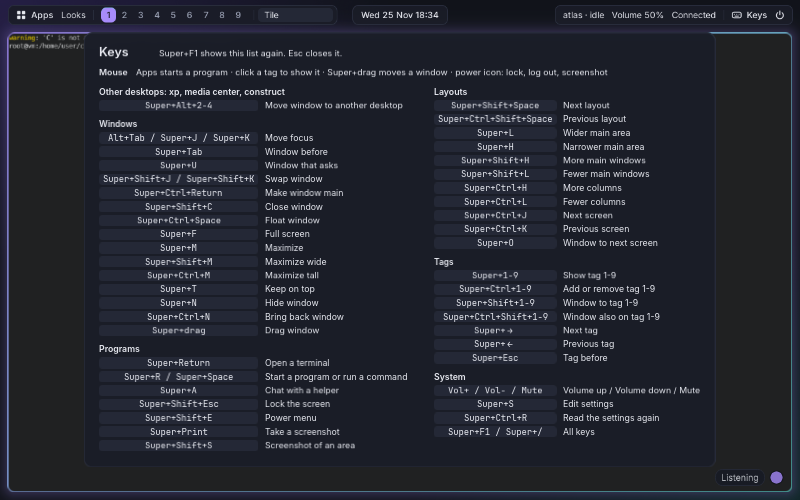 Apps Looks 1 2 3 4 5 6 7 8 9 Tile Wed 25 Nov 18:34 atlas · idle Volume 50% Connected Keys
warning: 'C' is not
root@vm:/home/user/c
Keys Super+F1 shows this list again. Esc closes it.
Mouse Apps starts a program · click a tag to show it · Super+drag moves a window · power icon: lock, log out, screenshot
Other desktops: xp, media center, construct
Super+Alt+2-4 Move window to another desktop
Windows
Alt+Tab / Super+J / Super+K Move focus
Super+Tab Window before
Super+U Window that asks
Super+Shift+J / Super+Shift+K Swap window
Super+Ctrl+Return Make window main
Super+Shift+C Close window
Super+Ctrl+Space Float window
Super+F Full screen
Super+M Maximize
Super+Shift+M Maximize wide
Super+Ctrl+M Maximize tall
Super+T Keep on top
Super+N Hide window
Super+Ctrl+N Bring back window
Super+drag Drag window
Programs
Super+Return Open a terminal
Super+R / Super+Space Start a program or run a command
Super+A Chat with a helper
Super+Shift+Esc Lock the screen
Super+Shift+E Power menu
Super+Print Take a screenshot
Super+Shift+S Screenshot of an area
Layouts
Super+Shift+Space Next layout
Super+Ctrl+Shift+Space Previous layout
Super+L Wider main area
Super+H Narrower main area
Super+Shift+H More main windows
Super+Shift+L Fewer main windows
Super+Ctrl+H More columns
Super+Ctrl+L Fewer columns
Super+Ctrl+J Next screen
Super+Ctrl+K Previous screen
Super+O Window to next screen
Tags
Super+1-9 Show tag 1-9
Super+Ctrl+1-9 Add or remove tag 1-9
Super+Shift+1-9 Window to tag 1-9
Super+Ctrl+Shift+1-9 Window also on tag 1-9
Super+→ Next tag
Super+← Previous tag
Super+Esc Tag before
System
Vol+ / Vol- / Mute Volume up / Volume down / Mute
Super+S Edit settings
Super+Ctrl+R Read the settings again
Super+F1 / Super+/ All keys
Listening